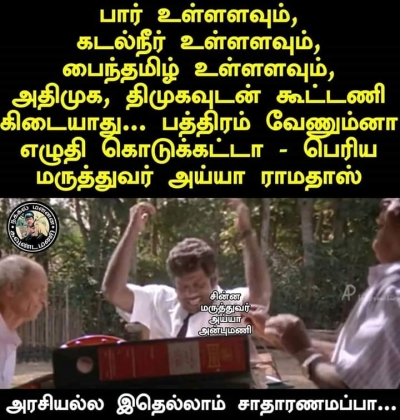 பார் உள்ளளவும்,
கடல்நீர் உள்ளளவும்,
பைந்தமிழ் உள்ளளவும்,
அதிமுக, திமுகவுடன் கூட்டணி
கிடையாது... பத்திரம் வேணும்னா
எழுதி கொடுக்கட்டா - பெரிய
மருத்துவர் அய்யா ராமதாஸ்
சின்ன
மருத்துவர்
அய்யா
அன்புமணி
அரசியல்ல இதெல்லாம் சாதாரணமப்பா...